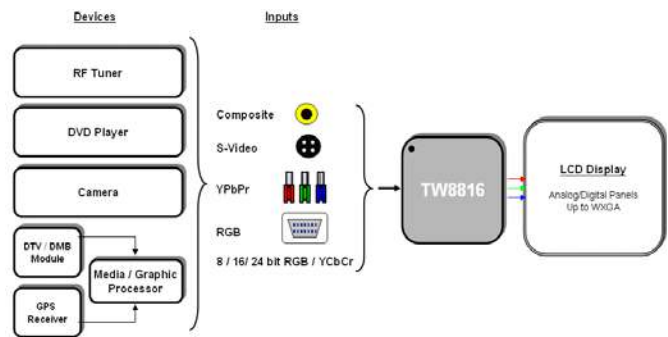 Devices
Inputs
RF Tuner
DVD Player
Camera
DTV / DMB
Module
Media / Graphic
Processor
GPS
Receiver
Composite
S-Video
YPbPr
RGB
8 / 16/ 24 bit RGB / YCbCr
TW8816
LCD Display
Analog/Digital Panels
Up to WXGA